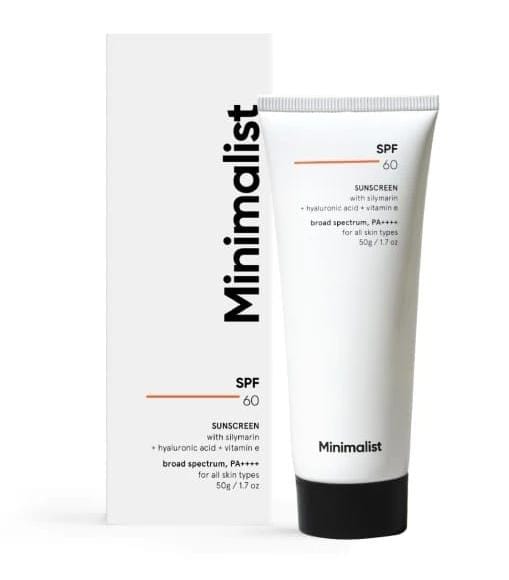 Minimalist
SPF
60
SUNSCREEN
with silymarin
+ hyaluronic acid + vitamin e
broad spectrum, PA++++
for all skin types
50g / 1.7 oz
SPF
60
SUNSCREEN
with silymarin
+ hyaluronic acid + vitamin e
broad spectrum, PA++++
for all skin types
50g / 1.7 oz
Minimalist